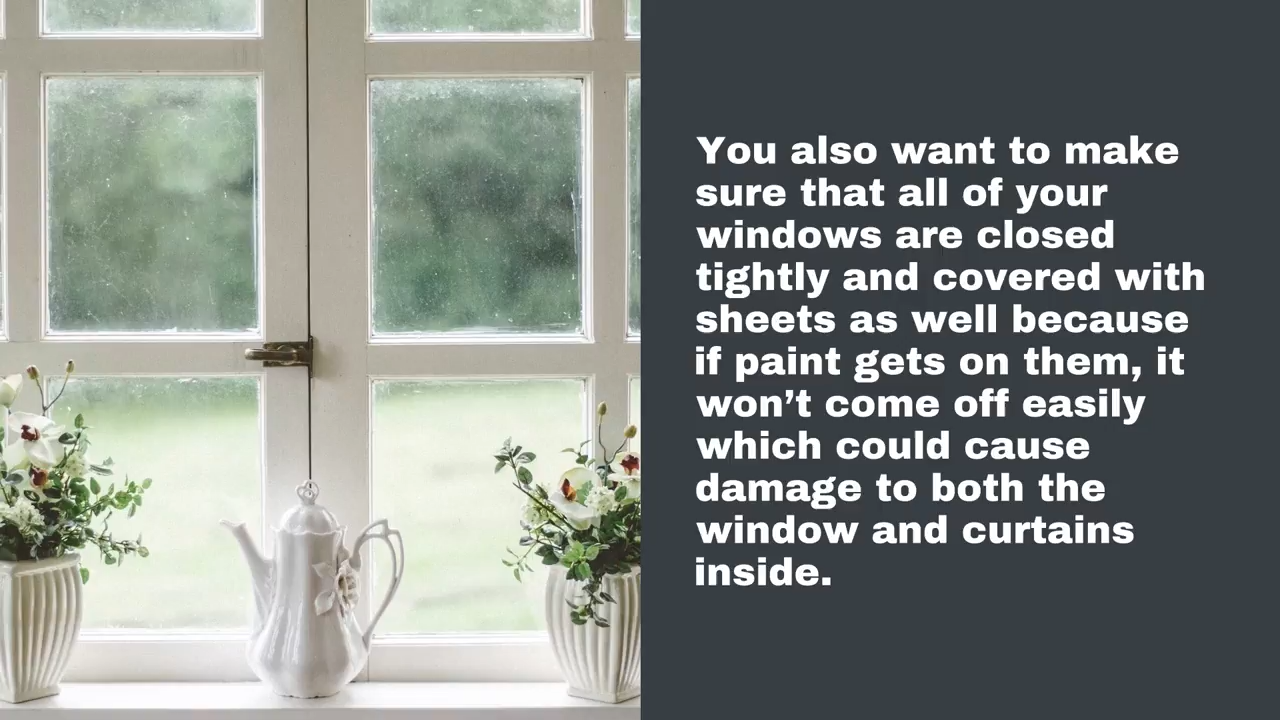 You also want to make
sure that all of your
windows are closed
tightly and covered with
sheets as well because
if paint gets on them, it
won’t come off easily
which could cause
damage to both the
window and curtains
inside.